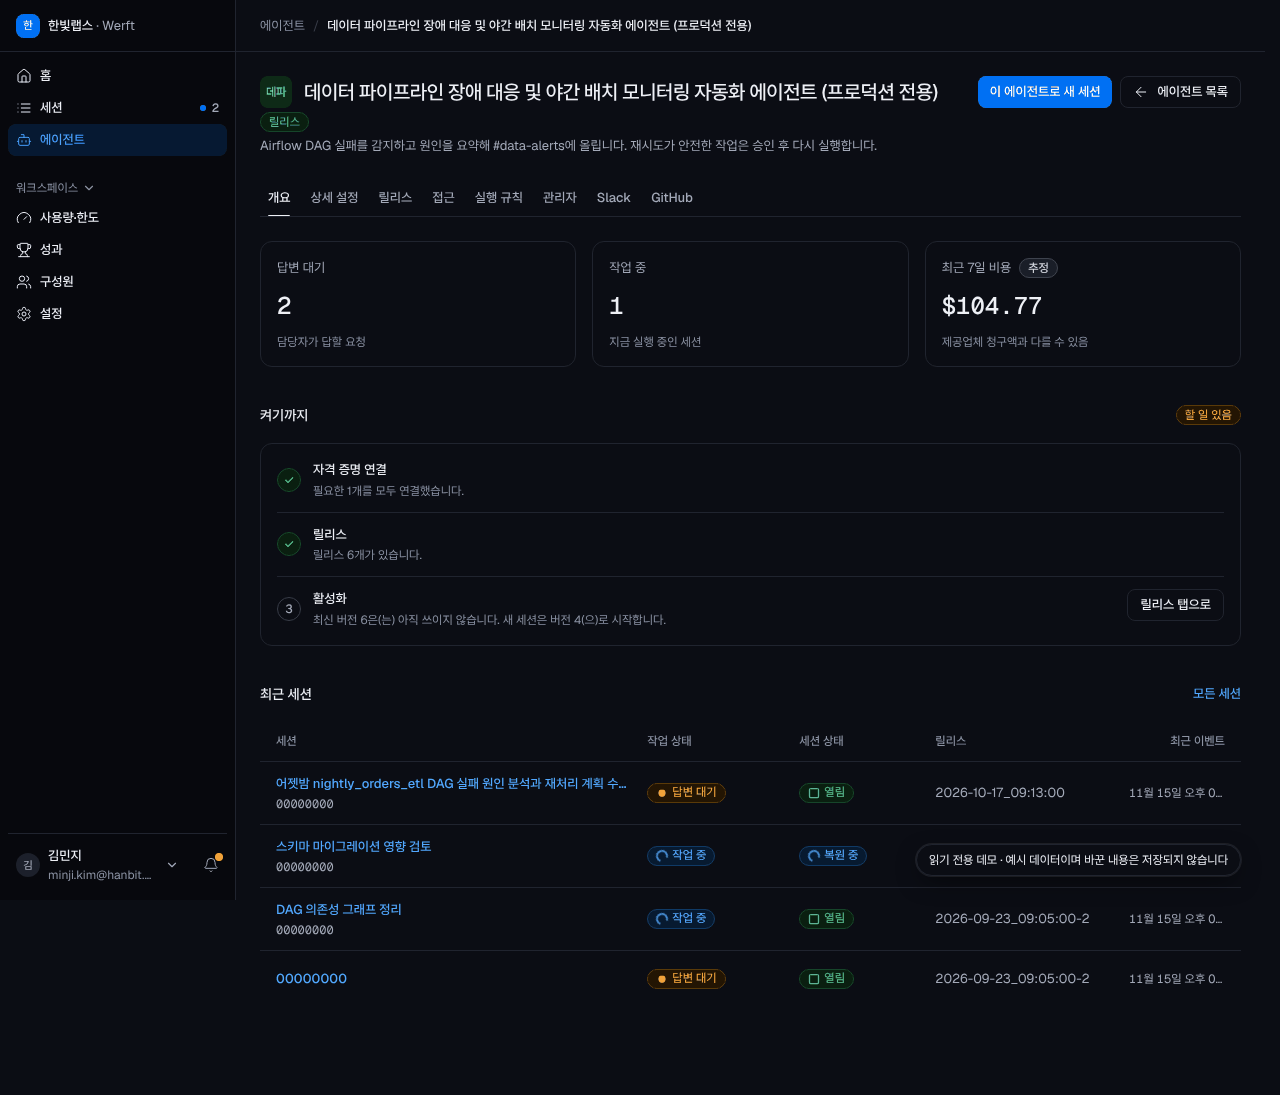 한 한빛랩스 · Werft
홈
세션 2
에이전트
워크스페이스
사용량·한도
성과
구성원
설정
김 김민지
minji.kim@hanbit....
에이전트 / 데이터 파이프라인 장애 대응 및 야간 배치 모니터링 자동화 에이전트 (프로덕션 전용)
데파 데이터 파이프라인 장애 대응 및 야간 배치 모니터링 자동화 에이전트 (프로덕션 전용)
이 에이전트로 새 세션
에이전트 목록
릴리스
Airflow DAG 실패를 감지하고 원인을 요약해 #data-alerts에 올립니다. 재시도가 안전한 작업은 승인 후 다시 실행합니다.
개요 상세 설정 릴리스 접근 실행 규칙 관리자 Slack GitHub
답변 대기
2
담당자가 답할 요청
작업 중
1
지금 실행 중인 세션
최근 7일 비용 추정
$104.77
제공업체 청구액과 다를 수 있음
켜기까지 할 일 있음
자격 증명 연결
필요한 1개를 모두 연결했습니다.
릴리스
릴리스 6개가 있습니다.
3 활성화
최신 버전 6은(는) 아직 쓰이지 않습니다. 새 세션은 버전 4(으)로 시작합니다.
릴리스 탭으로
최근 세션 모든 세션
세션 작업 상태 세션 상태 릴리스 최근 이벤트
어젯밤 nightly_orders_etl DAG 실패 원인 분석과 재처리 계획 수...
00000000
답변 대기 열림 2026-10-17_09:13:00 11월 15일 오후 0...
스키마 마이그레이션 영향 검토
00000000
작업 중 복원 중
읽기 전용 데모 · 예시 데이터이며 바꾼 내용은 저장되지 않습니다
DAG 의존성 그래프 정리
00000000
작업 중 열림 2026-09-23_09:05:00-2 11월 15일 오후 0...
00000000 답변 대기 열림 2026-09-23_09:05:00-2 11월 15일 오후 0...